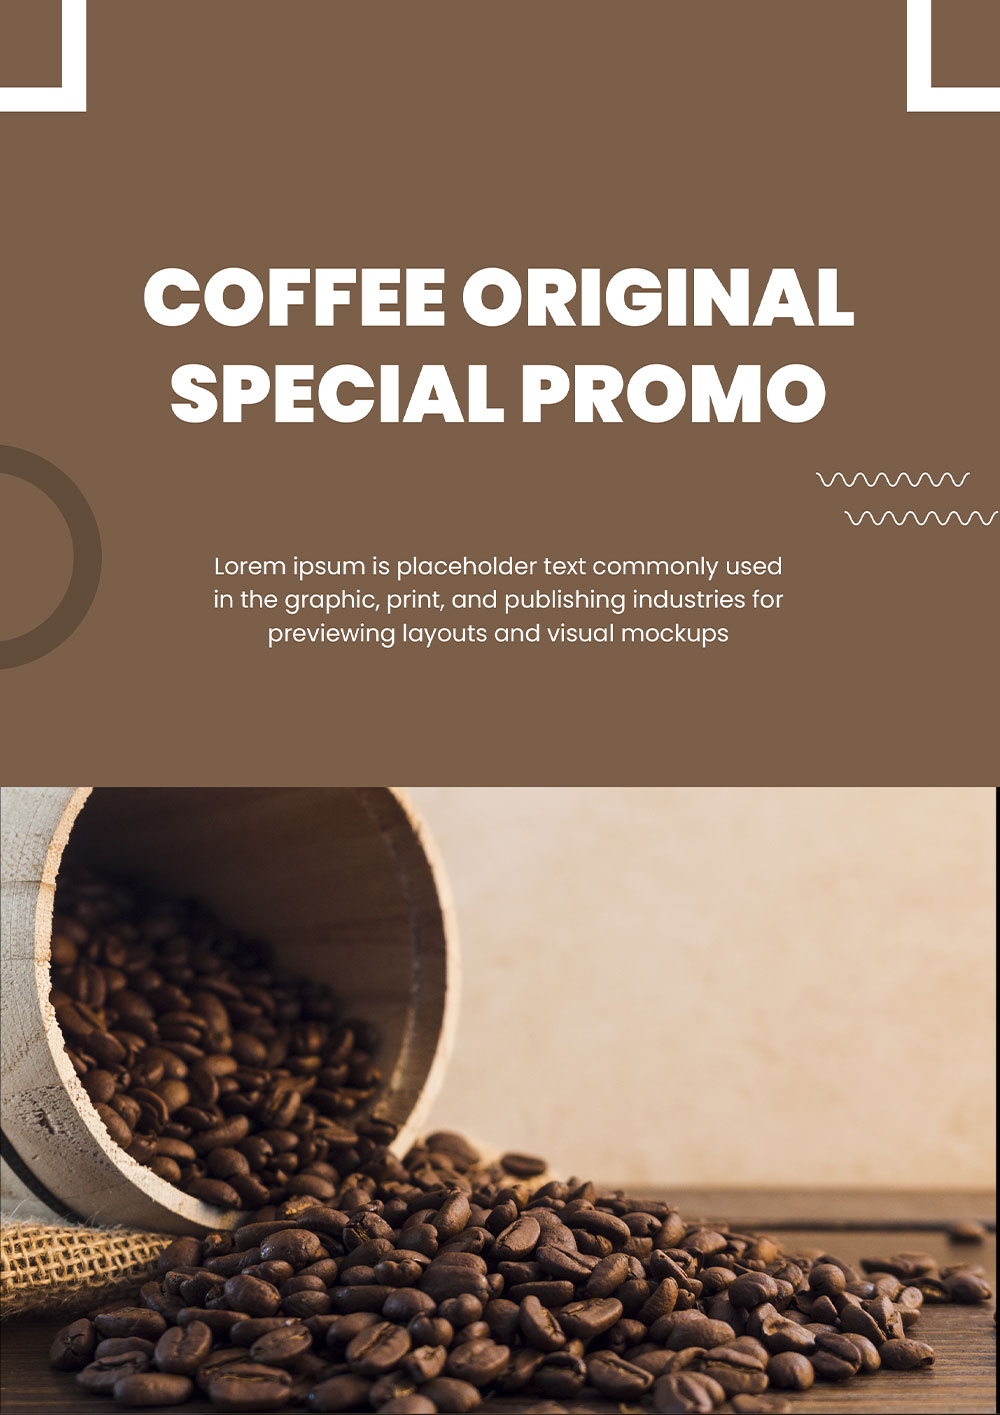 COFFEE ORIGINAL
SPECIAL PROMO
Lorem ipsum is placeholder text commonly used
in the graphic, print, and publishing industries for
previewing layouts and visual mockups